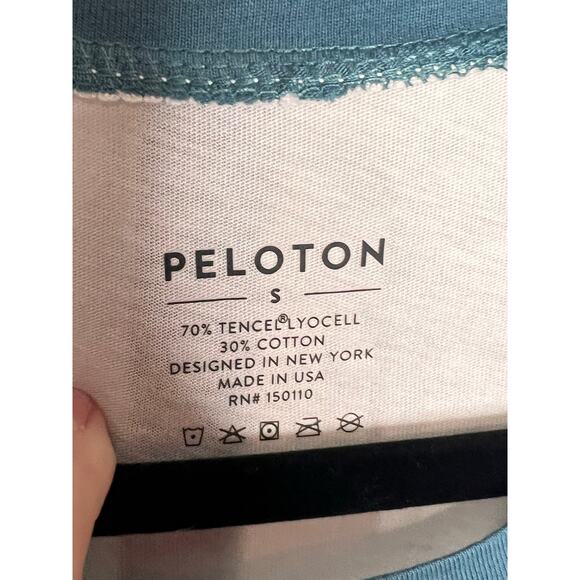 PELOTON
S
70% TENCEL®LYOCELL
30% COTTON
DESIGNED IN NEW YORK
MADE IN USA
RN# 150110